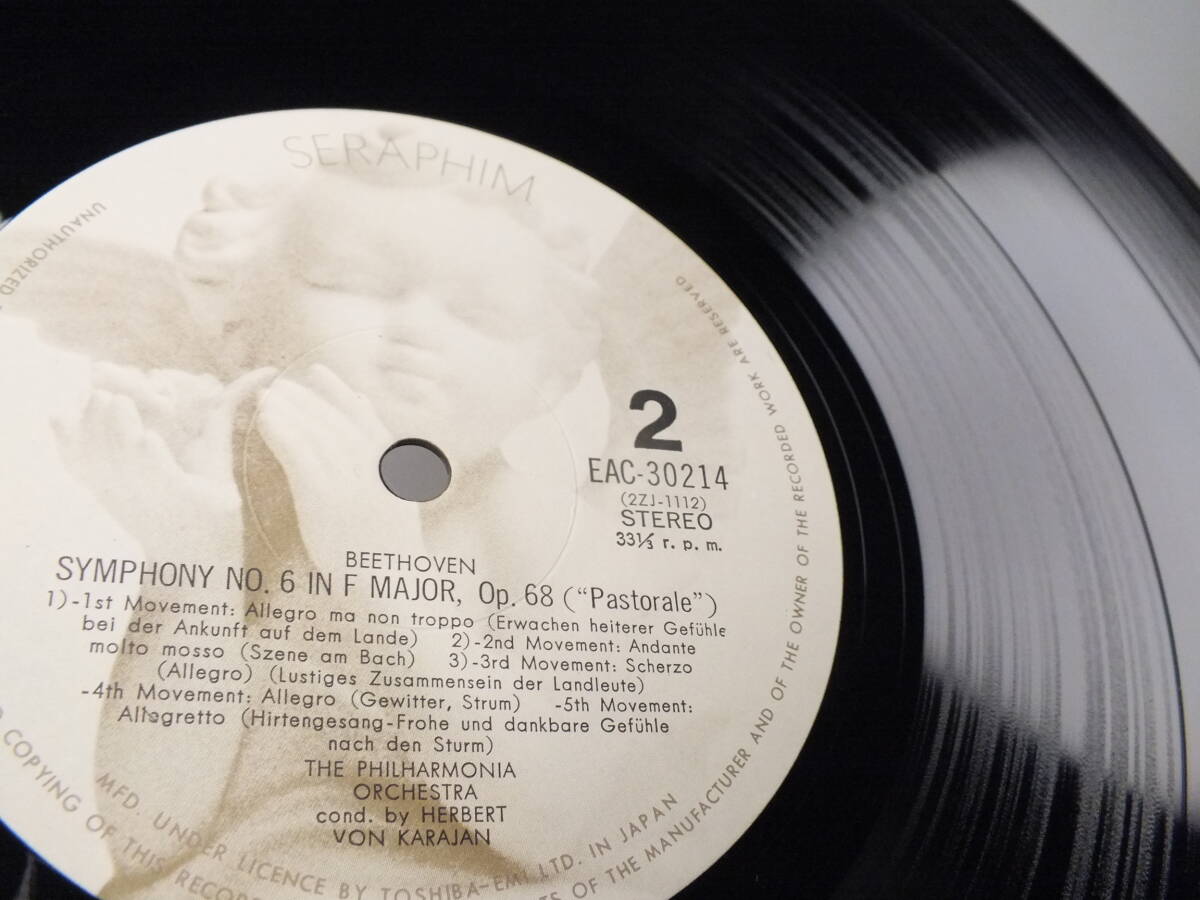 SERAPHIM
2
EAC-30214
(2ZJ-1112)
STEREO
33⅓ r. p. m.
BEETHOVEN
SYMPHONY NO. 6 IN F MAJOR, Op. 68 ("Pastorale")
1)-1st Movement: Allegro ma non troppo (Erwachen heiterer Gefühle
bei der Ankunft auf dem Lande) 2)-2nd Movement: Andante
molto mosso (Szene am Bach) 3)-3rd Movement: Scherzo
(Allegro) (Lustiges Zusammensein der Landleute)
-4th Movement: Allegro (Gewitter, Strum) -5th Movement:
Allegretto (Hirtengesang-Frohe und dankbare Gefühle
nach den Sturm)
THE PHILHARMONIA
ORCHESTRA
cond. by HERBERT
VON KARAJAN
MFD. UNDER LICENCE BY TOSHIBA-EMI LTD. IN JAPAN
OF THE MANUFACTURER AND OF THE OWNER OF THE RECORDED WORK ARE RESERVED
UNAUTHORIZED
COPYING OF THIS RECORD